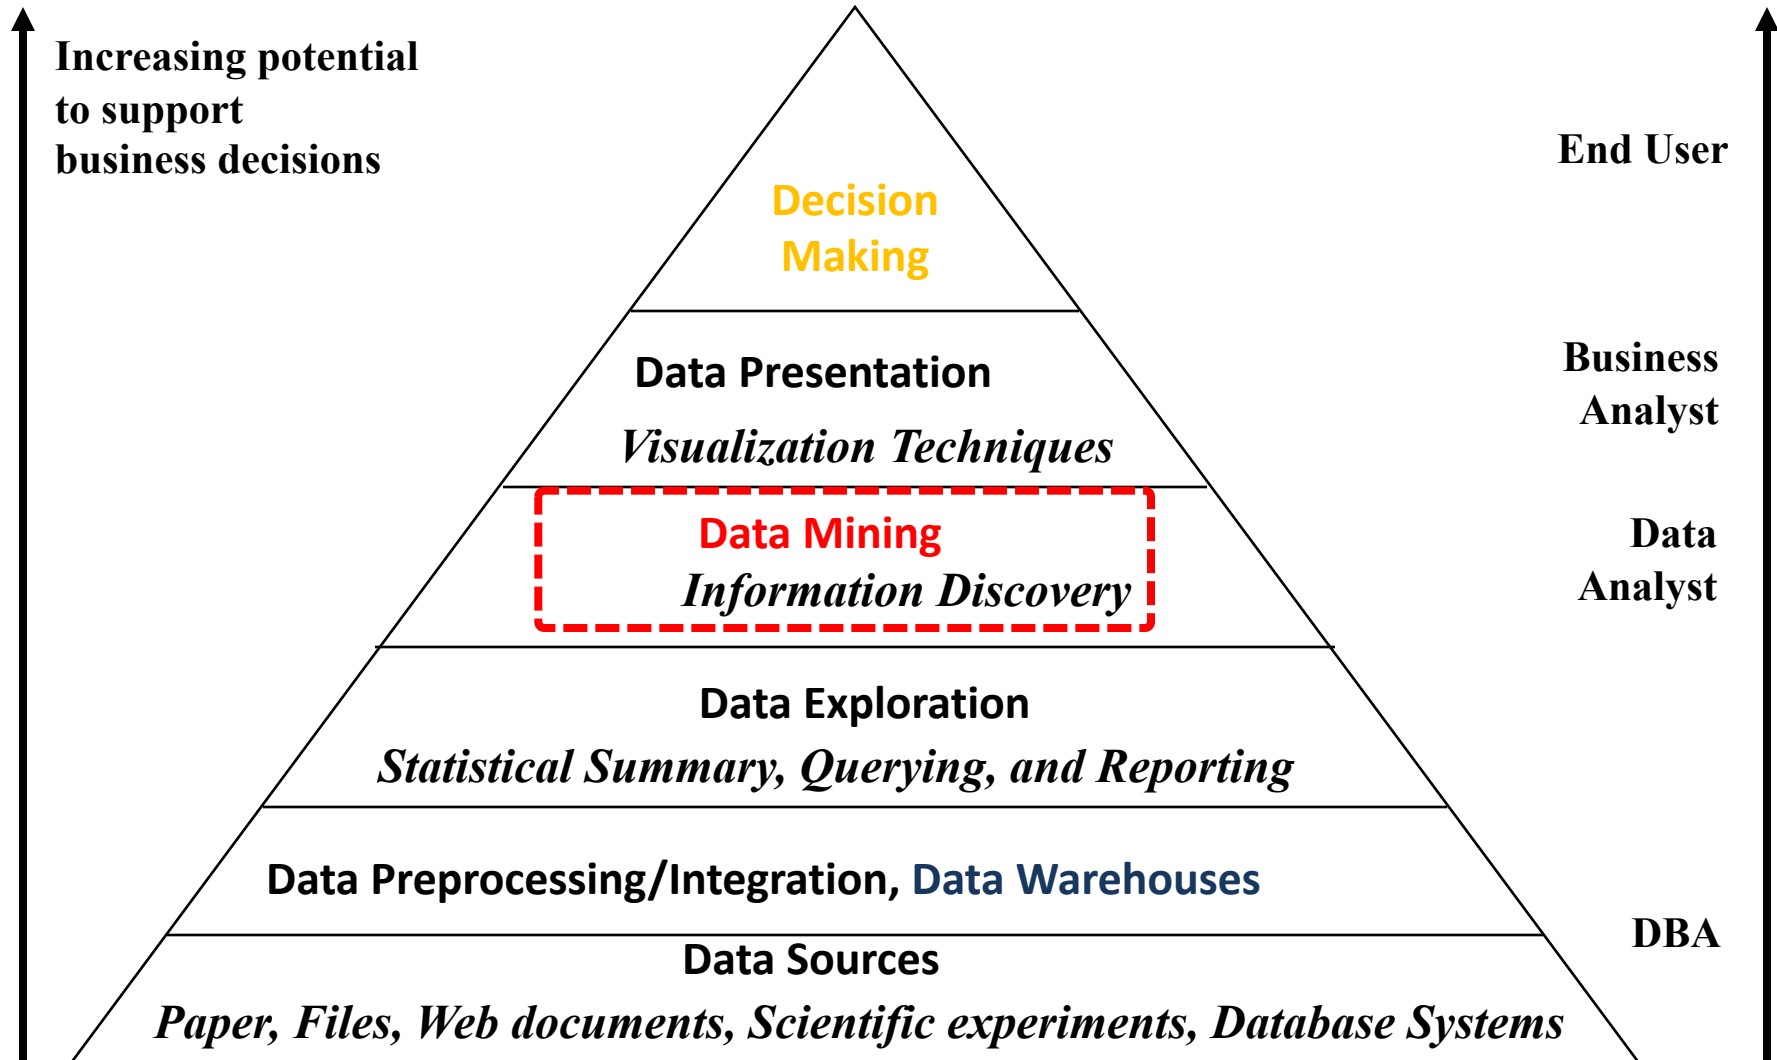 Increasing potential
to support
business decisions
End User
Decision
Making
Data Presentation
Visualization Techniques
Business
Analyst
Data Mining
Information Discovery
Data
Analyst
Data Exploration
Statistical Summary, Querying, and Reporting
Data Preprocessing/Integration, Data Warehouses
DBA
Data Sources
Paper, Files, Web documents, Scientific experiments, Database Systems